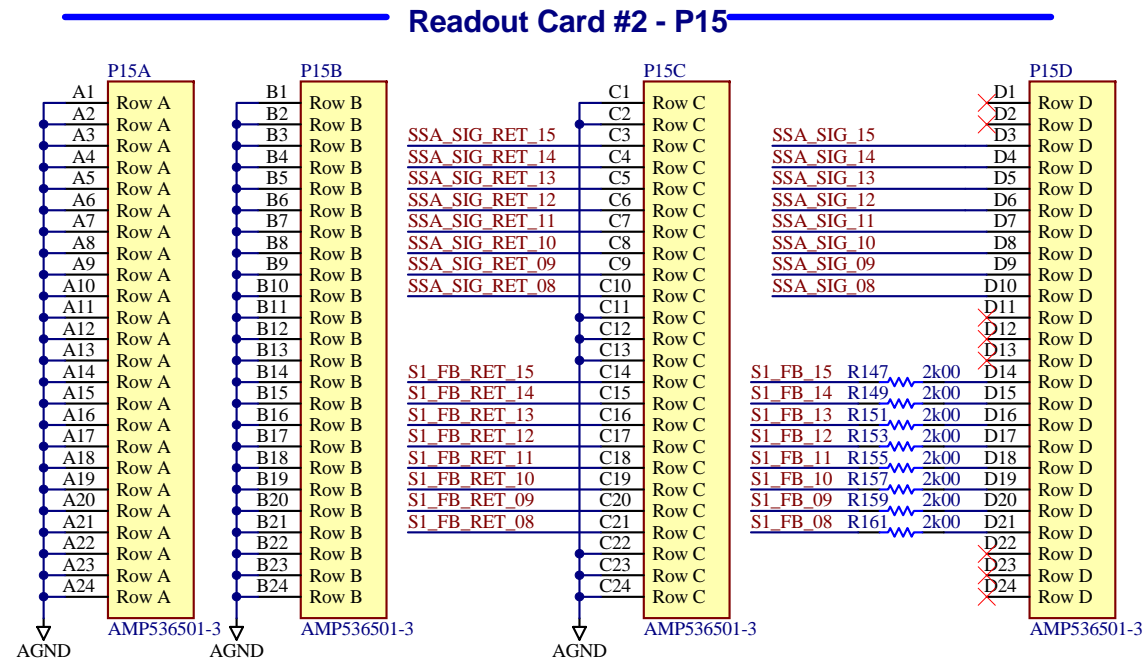 Readout Card #2 - P15
P15A P15B P15C P15D
A1 Row A B1 Row B C1 Row C D1 Row D
A2 Row A B2 Row B C2 Row C D2 Row D
A3 Row A B3 Row B SSA_SIG_RET_15 C3 Row C SSA_SIG_15 D3 Row D
A4 Row A B4 Row B SSA_SIG_RET_14 C4 Row C SSA_SIG_14 D4 Row D
A5 Row A B5 Row B SSA_SIG_RET_13 C5 Row C SSA_SIG_13 D5 Row D
A6 Row A B6 Row B SSA_SIG_RET_12 C6 Row C SSA_SIG_12 D6 Row D
A7 Row A B7 Row B SSA_SIG_RET_11 C7 Row C SSA_SIG_11 D7 Row D
A8 Row A B8 Row B SSA_SIG_RET_10 C8 Row C SSA_SIG_10 D8 Row D
A9 Row A B9 Row B SSA_SIG_RET_09 C9 Row C SSA_SIG_09 D9 Row D
A10 Row A B10 Row B SSA_SIG_RET_08 C10 Row C SSA_SIG_08 D10 Row D
A11 Row A B11 Row B C11 Row C D11 Row D
A12 Row A B12 Row B C12 Row C D12 Row D
A13 Row A B13 Row B C13 Row C D13 Row D
A14 Row A B14 Row B S1_FB_RET_15 C14 Row C S1_FB_15 R147 2k00 D14 Row D
A15 Row A B15 Row B S1_FB_RET_14 C15 Row C S1_FB_14 R149 2k00 D15 Row D
A16 Row A B16 Row B S1_FB_RET_13 C16 Row C S1_FB_13 R151 2k00 D16 Row D
A17 Row A B17 Row B S1_FB_RET_12 C17 Row C S1_FB_12 R153 2k00 D17 Row D
A18 Row A B18 Row B S1_FB_RET_11 C18 Row C S1_FB_11 R155 2k00 D18 Row D
A19 Row A B19 Row B S1_FB_RET_10 C19 Row C S1_FB_10 R157 2k00 D19 Row D
A20 Row A B20 Row B S1_FB_RET_09 C20 Row C S1_FB_09 R159 2k00 D20 Row D
A21 Row A B21 Row B S1_FB_RET_08 C21 Row C S1_FB_08 R161 2k00 D21 Row D
A22 Row A B22 Row B C22 Row C D22 Row D
A23 Row A B23 Row B C23 Row C D23 Row D
A24 Row A B24 Row B C24 Row C D24 Row D
AMP536501-3 AMP536501-3 AMP536501-3 AMP536501-3
AGND AGND AGND